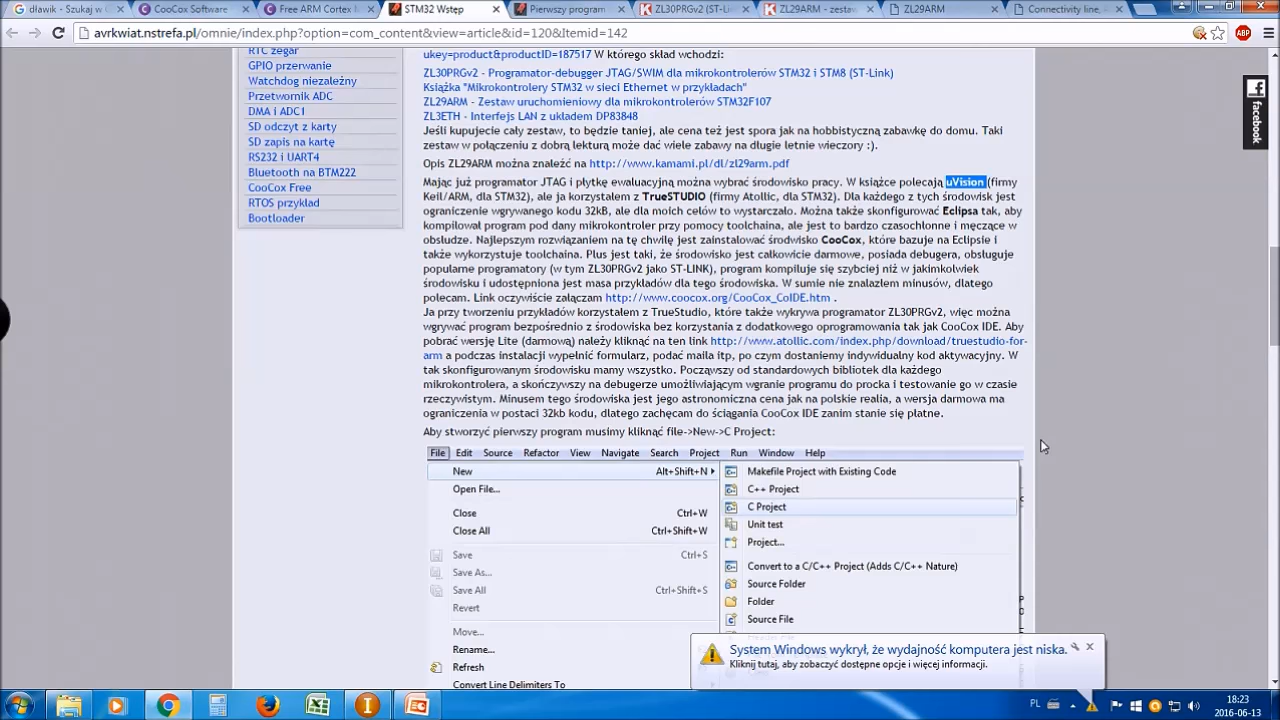 dławik - Szukaj w
CooCox Software
Free ARM Cortex
STM32 Wstęp
Pierwszy program
ZL30PRGv2 (ST-Li
ZL29ARM - zestaw
ZL29ARM
Connectivity line, A
avrkwiat.nstrefa.pl/omnie/index.php?option=com_content&view=article&id=120&Itemid=142
ABP
RTC zegar
GPIO przerwanie
Watchdog niezależny
Przetwornik ADC
DMA i ADC1
SD odczyt z karty
SD zapis na kartę
RS232 i UART4
Bluetooth na BTM222
CooCox Free
RTOS przykład
Bootloader
ukey=product&productID=187517 W którego skład wchodzi:
ZL30PRGv2 - Programator-debugger JTAG/SWIM dla mikrokontrolerów STM32 i STM8 (ST-Link)
Książka "Mikrokontrolery STM32 w sieci Ethernet w przykładach"
ZL29ARM - Zestaw uruchomieniowy dla mikrokontrolerów STM32F107
ZL3ETH - Interfejs LAN z układem DP83848
Jeśli kupujecie cały zestaw, to będzie taniej, ale cena też jest spora jak na hobbistyczną zabawkę do domu. Taki
zestaw w połączeniu z dobrą lekturą może dać wiele zabawy na długie letnie wieczory :).
Opis ZL29ARM można znaleźć na http://www.kamami.pl/dl/zl29arm.pdf
Mając już programator JTAG i płytkę ewaluacyjną można wybrać środowisko pracy. W książce polecają uVision (firmy
Keil/ARM, dla STM32), ale ja korzystałem z TrueSTUDIO (firmy Atollic, dla STM32). Dla każdego z tych środowisk jest
ograniczenie wgrywanego kodu 32kB, ale dla moich celów to wystarczało. Można także skonfigurować Eclipsa tak, aby
kompilował program pod dany mikrokontroler przy pomocy toolchaina, ale jest to bardzo czasochłonne i męczące w
obsłudze. Najlepszym rozwiązaniem na tę chwilę jest zainstalować środwisko CooCox, które bazuje na Eclipsie i
także wykorzystuje toolchaina. Plus jest taki, że środowisko jest całkowicie darmowe, posiada debugera, obsługuje
popularne programatory (w tym ZL30PRGv2 jako ST-LINK), program kompiluje się szybciej niż w jakimkolwiek
środowisku i udostępniona jest masa przykładów dla tego środowiska. W sumie nie znalazłem minusów, dlatego
polecam. Link oczywiście załączam http://www.coocox.org/CooCox_CoIDE.htm .
Ja przy tworzeniu przykładów korzystałem z TrueStudio, które także wykrywa programator ZL30PRGv2, więc można
wgrywać program bezpośrednio z środowiska bez korzystania z dodatkowego oprogramowania tak jak CooCox IDE. Aby
pobrać wersję Lite (darmową) należy kliknąć na ten link http://www.atollic.com/index.php/download/truestudio-for-
arm a podczas instalacji wypełnić formularz, podać maila itp, po czym dostaniemy indywidualny kod aktywacyjny. W
tak skonfigurowanym środowisku mamy wszystko. Począwszy od standardowych bibliotek dla każdego
mikrokontrolera, a skończywszy na debugerze umożliwiającym wgranie programu do procka i testowanie go w czasie
rzeczywistym. Minusem tego środowiska jest jego astronomiczna cena jak na polskie realia, a wersja darmowa ma
ograniczenia w postaci 32kb kodu, dlatego zachęcam do ściągania CooCox IDE zanim stanie się płatne.
Aby stworzyć pierwszy program musimy kliknąć file->New->C Project:
File Edit Source Refactor View Navigate Search Project Run Window Help
New Alt+Shift+N
Open File...
Close Ctrl+W
Close All Ctrl+Shift+W
Save Ctrl+S
Save As...
Save All Ctrl+Shift+S
Revert
Move...
Rename...
Refresh
Convert Line Delimiters To
Makefile Project with Existing Code
C++ Project
C Project
Unit test
Project...
Convert to a C/C++ Project (Adds C/C++ Nature)
Source Folder
Folder
Source File
facebook
System Windows wykrył, że wydajność komputera jest niska.
Kliknij tutaj, aby zobaczyć dostępne opcje i więcej informacji.
PL
18:23
2016-06-13